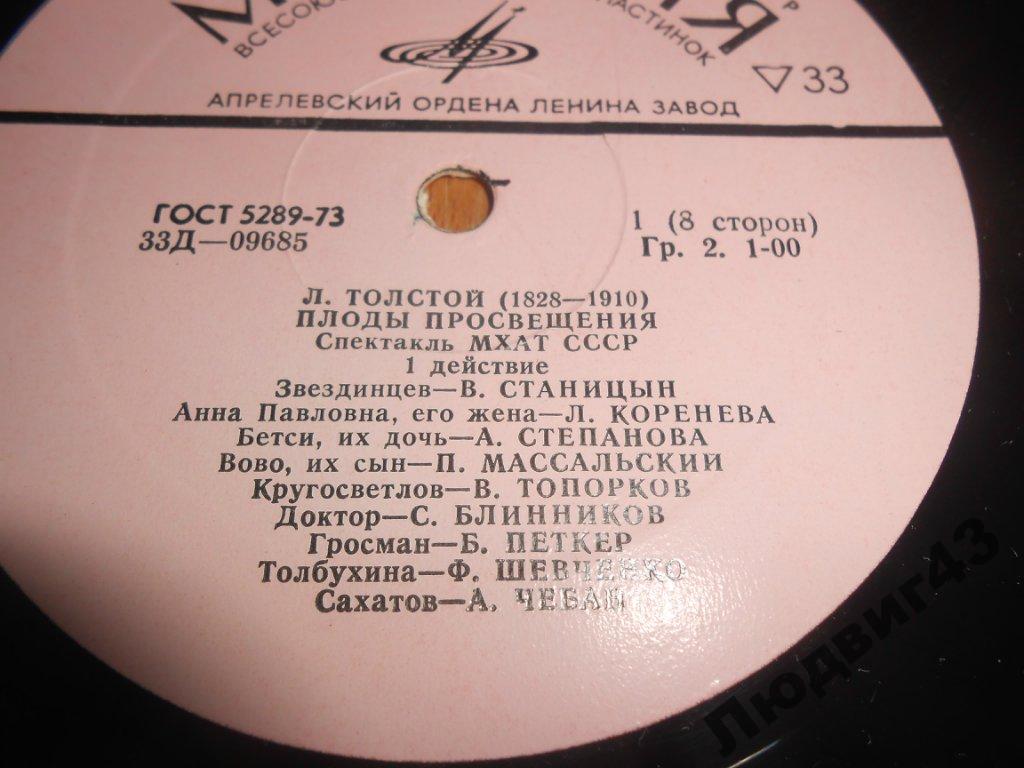 АПРЕЛЕВСКИЙ ОРДЕНА ЛЕНИНА ЗАВОД
▽ 33
ГОСТ 5289-73
33Д—09685
1 (8 сторон)
Гр. 2. 1-00
Л. ТОЛСТОЙ (1828—1910)
ПЛОДЫ ПРОСВЕЩЕНИЯ
Спектакль МХАТ СССР
1 действие
Звездинцев—В. СТАНИЦЫН
Анна Павловна, его жена—Л. КОРЕНЕВА
Бетси, их дочь—А. СТЕПАНОВА
Вово, их сын—П. МАССАЛЬСКИЙ
Кругосветлов—В. ТОПОРКОВ
Доктор—С. БЛИННИКОВ
Гросман—Б. ПЕТКЕР
Толбухина—Ф. ШЕВЧЕНКО
Сахатов—А. ЧЕБАН
Людвиг43